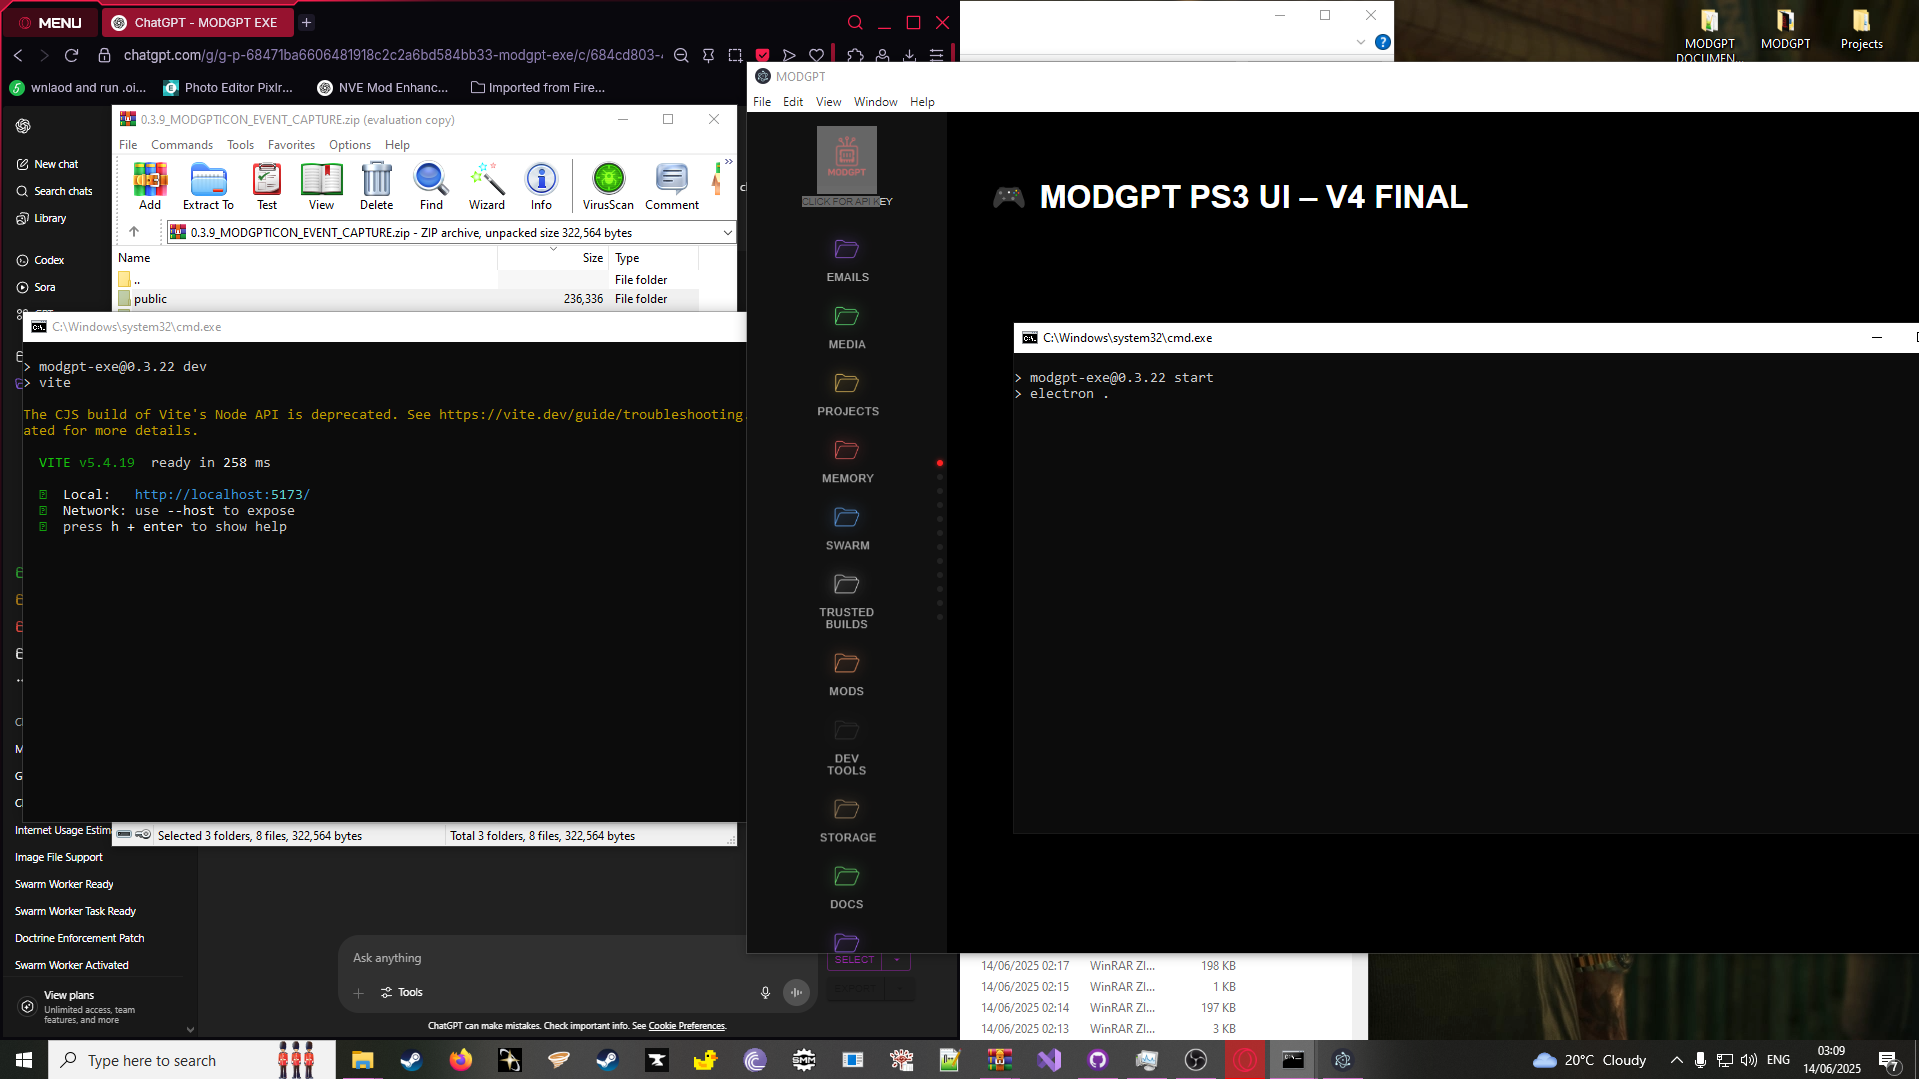 MENU
ChatGPT - MODGPT EXE
chatgpt.com/g/g-p-68471ba6606481918c2c2a6bd584bb33-modgpt-exe/c/684cd803-
wnlaod and run .oi...
Photo Editor Pixlr...
NVE Mod Enhanc...
Imported from Fire...
New chat
Search chats
Library
Codex
Sora
Internet Usage Estim
Image File Support
Swarm Worker Ready
Swarm Worker Task Ready
Doctrine Enforcement Patch
Swarm Worker Activated
View plans
Unlimited access, team
features, and more
0.3.9_MODGPTICON_EVENT_CAPTURE.zip (evaluation copy)
File Commands Tools Favorites Options Help
Add Extract To Test View Delete Find Wizard Info VirusScan Comment
0.3.9_MODGPTICON_EVENT_CAPTURE.zip - ZIP archive, unpacked size 322,564 bytes
Name Size Type
.. File folder
public 236,336 File folder
C:\Windows\system32\cmd.exe
> modgpt-exe@0.3.22 dev
> vite
The CJS build of Vite's Node API is deprecated. See https://vite.dev/guide/troubleshooting.
ated for more details.
VITE v5.4.19 ready in 258 ms
Local: http://localhost:5173/
Network: use --host to expose
press h + enter to show help
Selected 3 folders, 8 files, 322,564 bytes
Total 3 folders, 8 files, 322,564 bytes
Ask anything
Tools
SELECT
ChatGPT can make mistakes. Check important info. See Cookie Preferences.
MODGPT
File Edit View Window Help
MODGPT
CLICK FOR API KEY
EMAILS
MEDIA
PROJECTS
MEMORY
SWARM
TRUSTED
BUILDS
MODS
DEV
TOOLS
STORAGE
DOCS
🎮 MODGPT PS3 UI – V4 FINAL
C:\Windows\system32\cmd.exe
> modgpt-exe@0.3.22 start
> electron .
14/06/2025 02:17 WinRAR ZI... 198 KB
14/06/2025 02:15 WinRAR ZI... 1 KB
14/06/2025 02:14 WinRAR ZI... 197 KB
14/06/2025 02:13 WinRAR ZI... 3 KB
MODGPT
DOCUMEN...
MODGPT
Projects
Type here to search
SMM
20°C Cloudy
ENG
03:09
14/06/2025
7